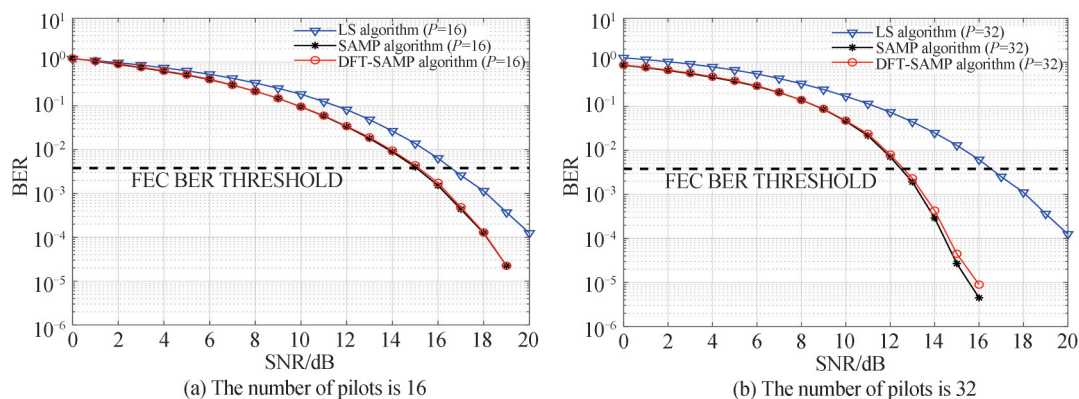 LS algorithm (P=16)
SAMP algorithm (P=16)
DFT-SAMP algorithm (P=16)
10^1
10^0
10^-1
10^-2
10^-3
10^-4
10^-5
10^-6
BER
FEC BER THRESHOLD
0 2 4 6 8 10 12 14 16 18 20
SNR/dB
(a) The number of pilots is 16
LS algorithm (P=32)
SAMP algorithm (P=32)
DFT-SAMP algorithm (P=32)
10^1
10^0
10^-1
10^-2
10^-3
10^-4
10^-5
10^-6
BER
FEC BER THRESHOLD
0 2 4 6 8 10 12 14 16 18 20
SNR/dB
(b) The number of pilots is 32